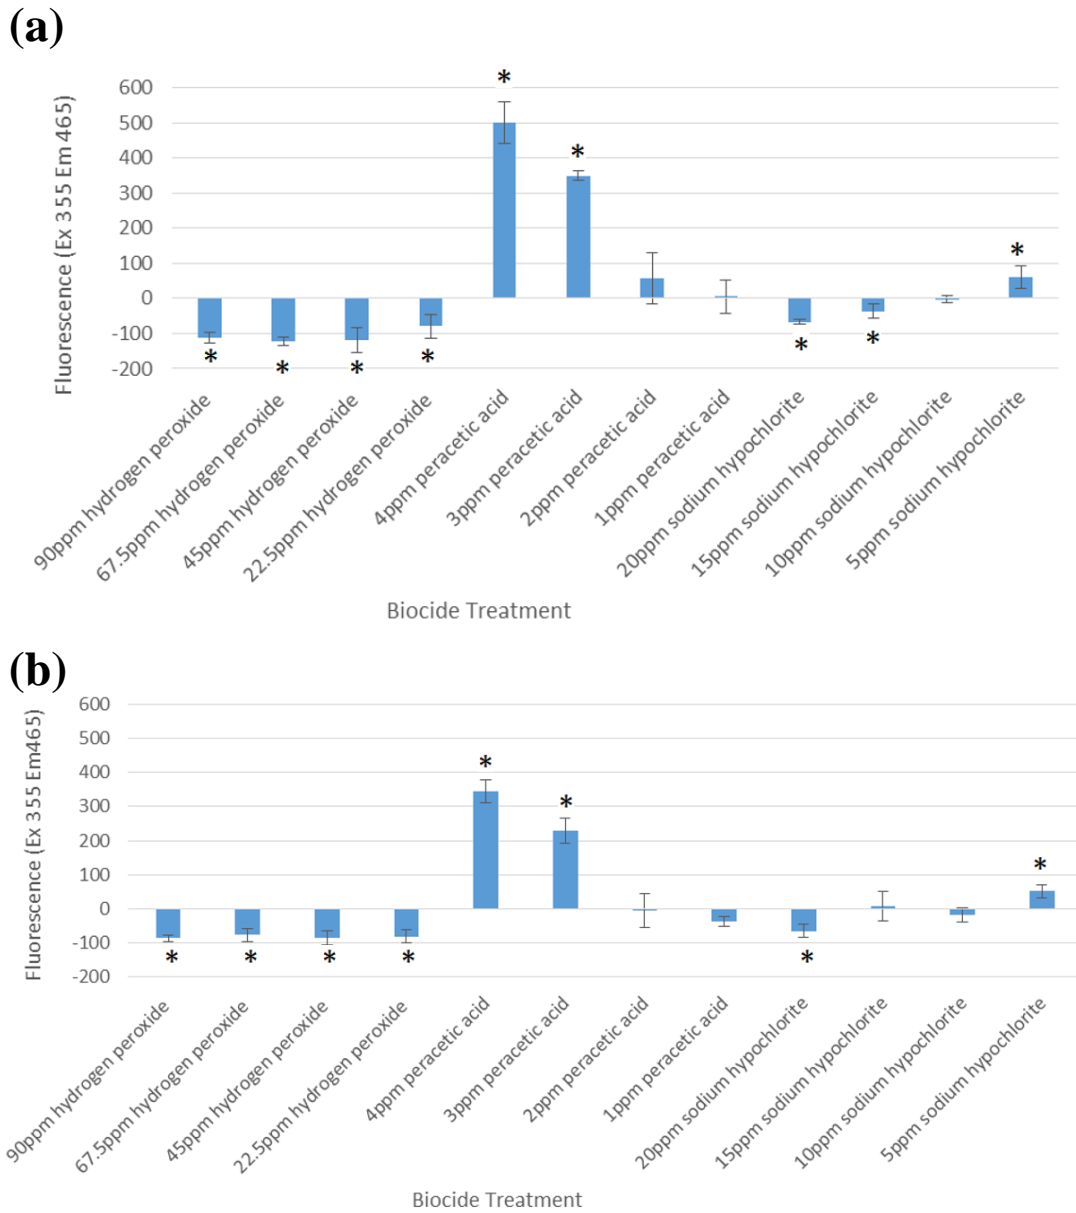 (a)
Fluorescence (Ex 355 Em 465)
600
500
400
300
200
100
0
-100
-200
*
*
*
*
*
*
*
*
*
90ppm hydrogen peroxide
67.5ppm hydrogen peroxide
45ppm hydrogen peroxide
22.5ppm hydrogen peroxide
4ppm peracetic acid
3ppm peracetic acid
2ppm peracetic acid
1ppm peracetic acid
20ppm sodium hypochlorite
15ppm sodium hypochlorite
10ppm sodium hypochlorite
5ppm sodium hypochlorite
Biocide Treatment
(b)
Fluorescence (Ex 355 Em465)
600
500
400
300
200
100
0
-100
-200
*
*
*
*
*
*
*
*
90ppm hydrogen peroxide
67.5ppm hydrogen peroxide
45ppm hydrogen peroxide
22.5ppm hydrogen peroxide
4ppm peracetic acid
3ppm peracetic acid
2ppm peracetic acid
1ppm peracetic acid
20ppm sodium hypochlorite
15ppm sodium hypochlorite
10ppm sodium hypochlorite
5ppm sodium hypochlorite
Biocide Treatment